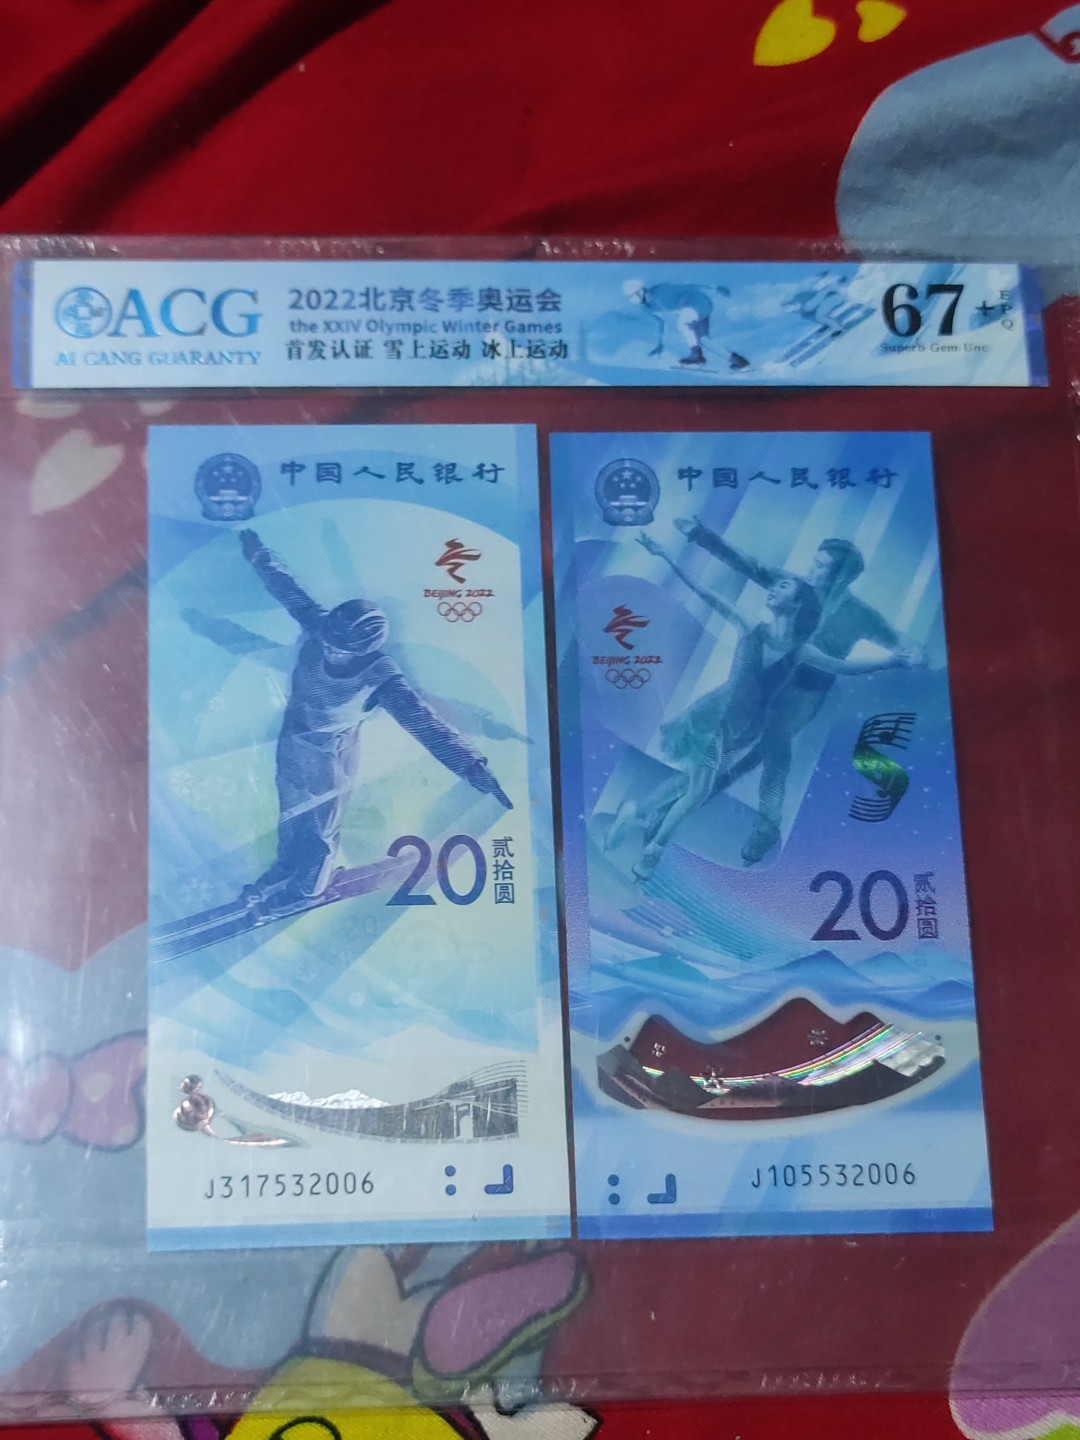 ACG
AI CANG GUARANTY
2022北京冬季奥运会
the XXIV Olympic Winter Games
首发认证 雪上运动 冰上运动
67+
EPQ
Superb Gem Unc
中国人民银行
BEIJING 2022
20
贰拾圆
20
J317532006
中国人民银行
BEIJING 2022
20
贰拾圆
J105532006